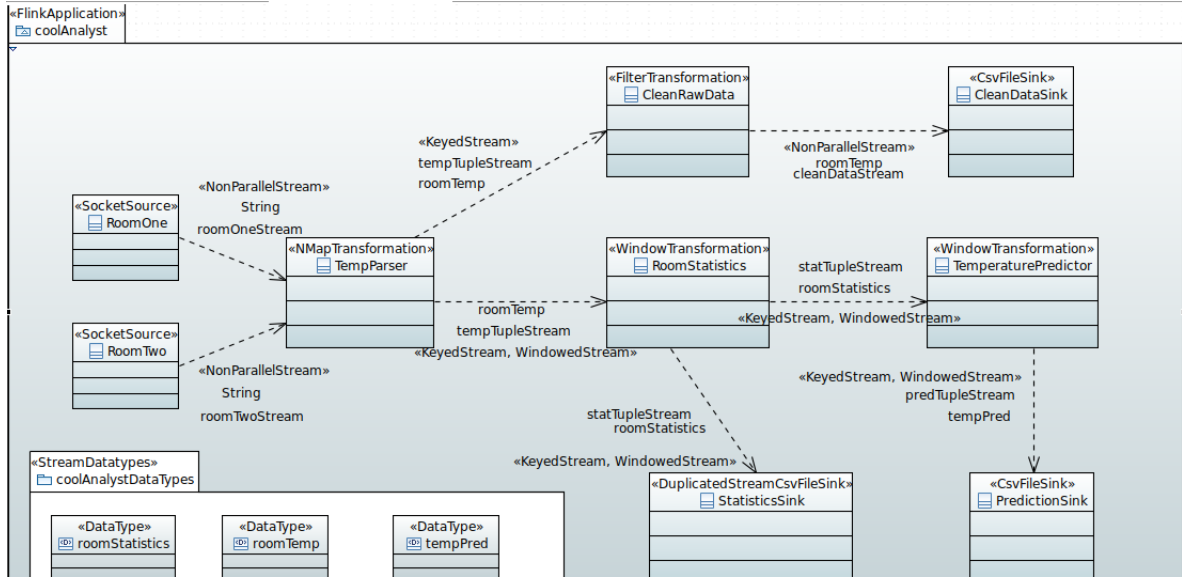 «FlinkApplication»
coolAnalyst
«FilterTransformation»
CleanRawData
«CsvFileSink»
CleanDataSink
«KeyedStream»
tempTupleStream
roomTemp
«NonParallelStream»
roomTemp
cleanDataStream
«NonParallelStream»
String
roomOneStream
«SocketSource»
RoomOne
«NMapTransformation»
TempParser
«WindowTransformation»
RoomStatistics
statTupleStream
roomStatistics
«KeyedStream, WindowedStream»
«WindowTransformation»
TemperaturePredictor
roomTemp
tempTupleStream
«KeyedStream, WindowedStream»
«SocketSource»
RoomTwo
«NonParallelStream»
String
roomTwoStream
«KeyedStream, WindowedStream»
predTupleStream
tempPred
statTupleStream
roomStatistics
«KeyedStream, WindowedStream»
«StreamDatatypes»
coolAnalystDataTypes
«DuplicatedStreamCsvFileSink»
StatisticsSink
«CsvFileSink»
PredictionSink
«DataType»
roomStatistics
«DataType»
roomTemp
«DataType»
tempPred